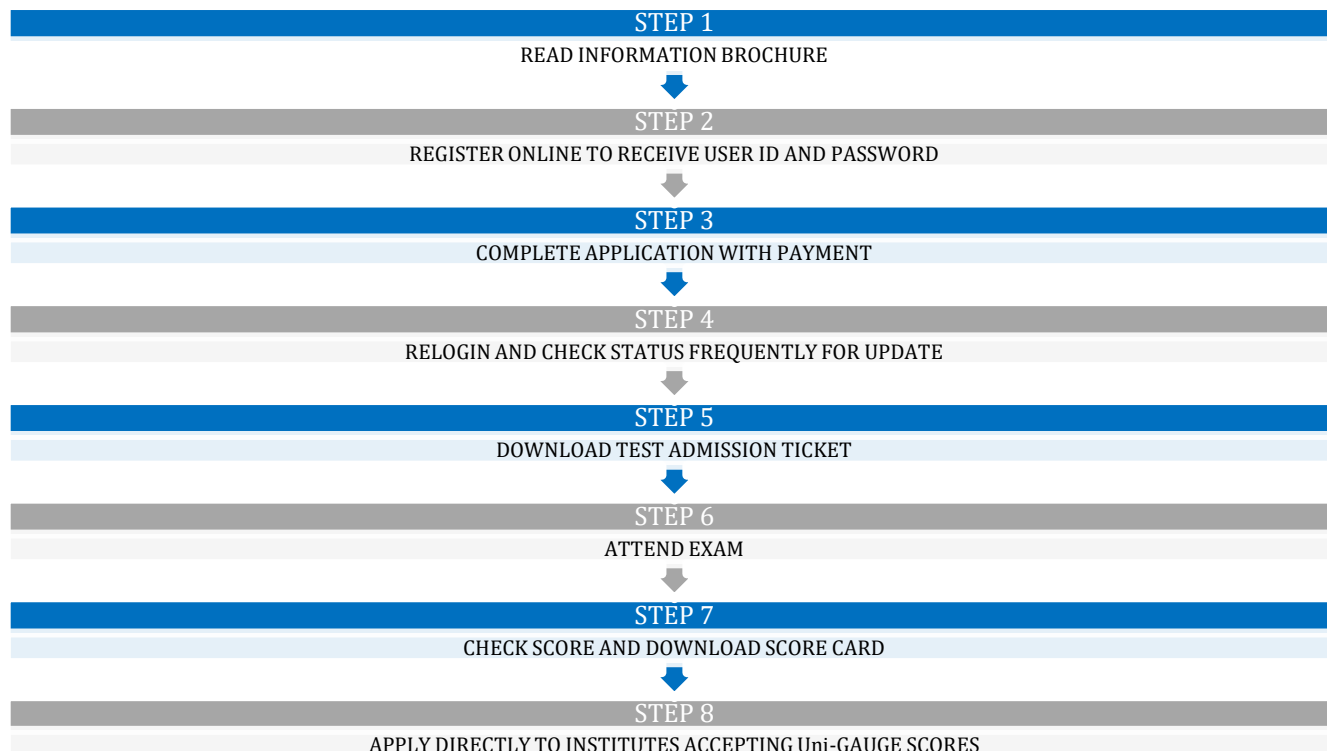 STEP 1
READ INFORMATION BROCHURE
STEP 2
REGISTER ONLINE TO RECEIVE USER ID AND PASSWORD
STEP 3
COMPLETE APPLICATION WITH PAYMENT
STEP 4
RELOGIN AND CHECK STATUS FREQUENTLY FOR UPDATE
STEP 5
DOWNLOAD TEST ADMISSION TICKET
STEP 6
ATTEND EXAM
STEP 7
CHECK SCORE AND DOWNLOAD SCORE CARD
STEP 8
APPLY DIRECTLY TO INSTITUTES ACCEPTING Uni-GAUGE SCORES